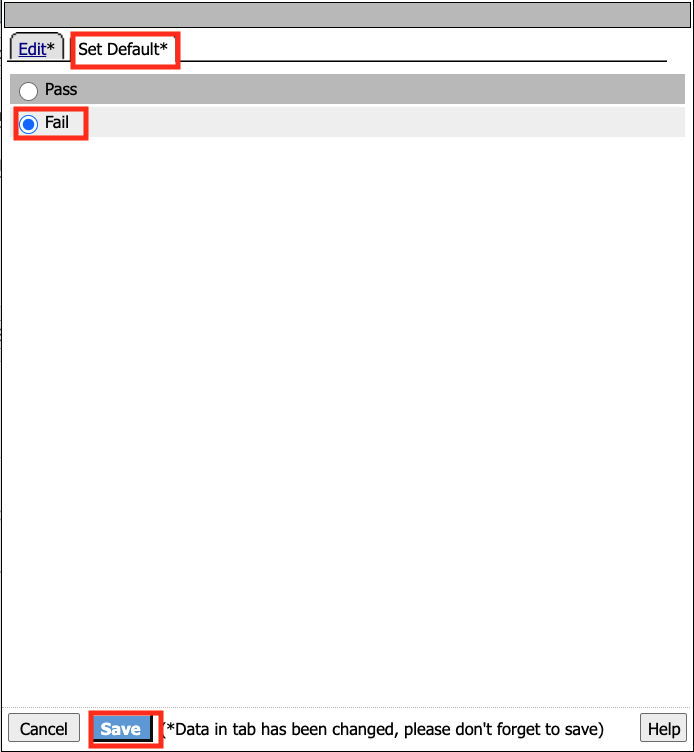 Edit* Set Default*
Pass
Fail
Cancel Save (*Data in tab has been changed, please don't forget to save) Help